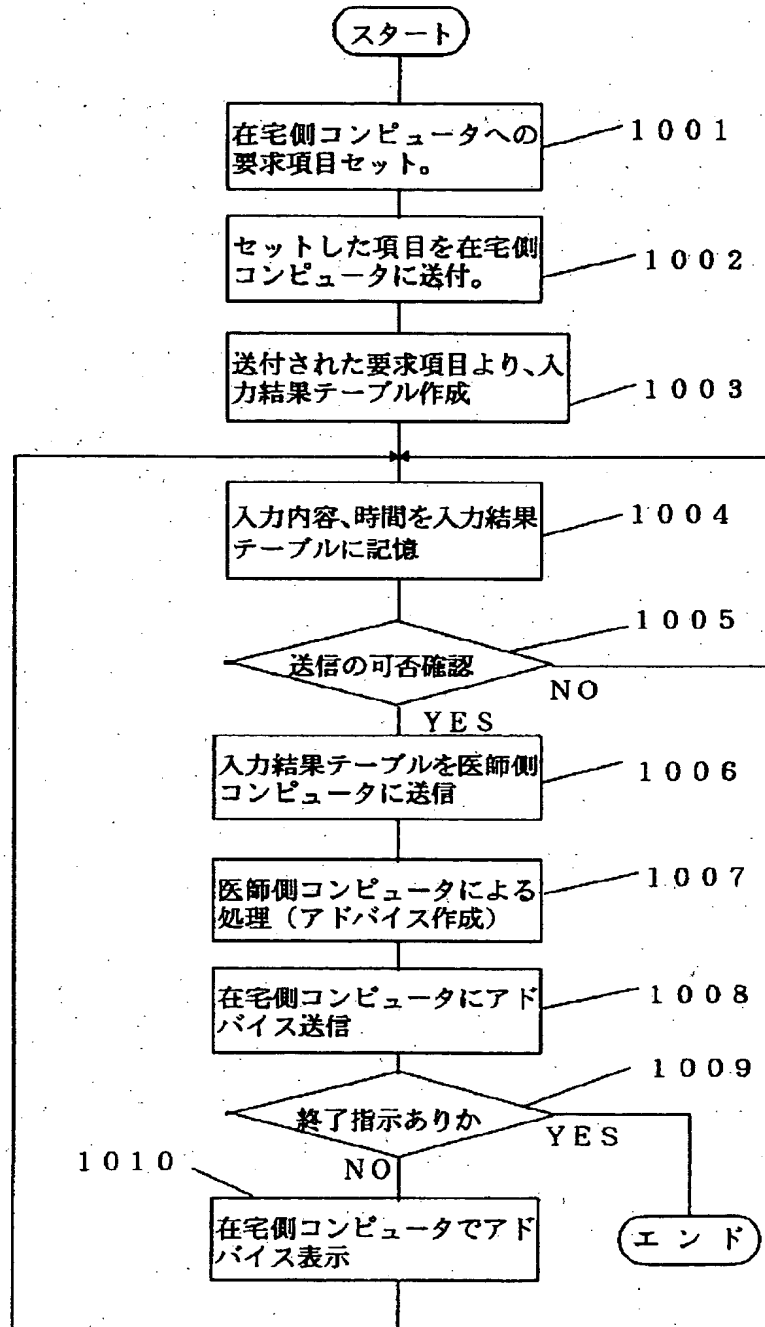 スタート
在宅側コンピュータへの
要求項目セット。
1001
セットした項目を在宅側
コンピュータに送付。
1002
送付された要求項目より、入
力結果テーブル作成
1003
入力内容、時間を入力結果
テーブルに記憶
1004
1005
送信の可否確認
NO
YES
入力結果テーブルを医師側
コンピュータに送信
1006
医師側コンピュータによる
処理(アドバイス作成)
1007
在宅側コンピュータにアド
バイス送信
1008
1009
終了指示ありか
YES
NO
1010
在宅側コンピュータでアド
バイス表示
エンド